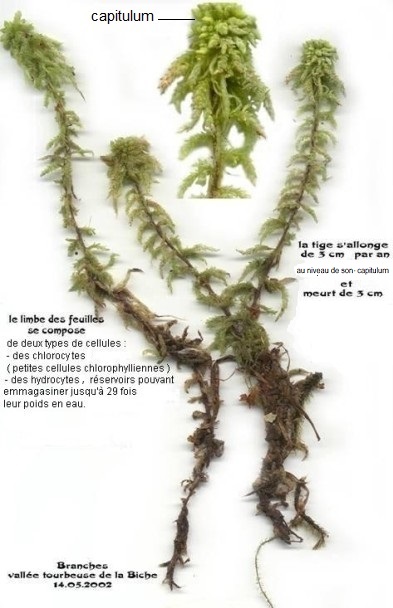 capitulum
la tige s'allonge
de 3 cm par an
au niveau de son- capitulum
et
meurt de 3 cm
le limbe des feuilles
se compose
de deux types de cellules :
- des chlorocytes
( petites cellules chlorophylliennes )
- des hydrocytes , réservoirs pouvant
emmagasiner jusqu'à 29 fois
leur poids en eau.
Branches
vallée tourbeuse de la Biche
14.05.2002